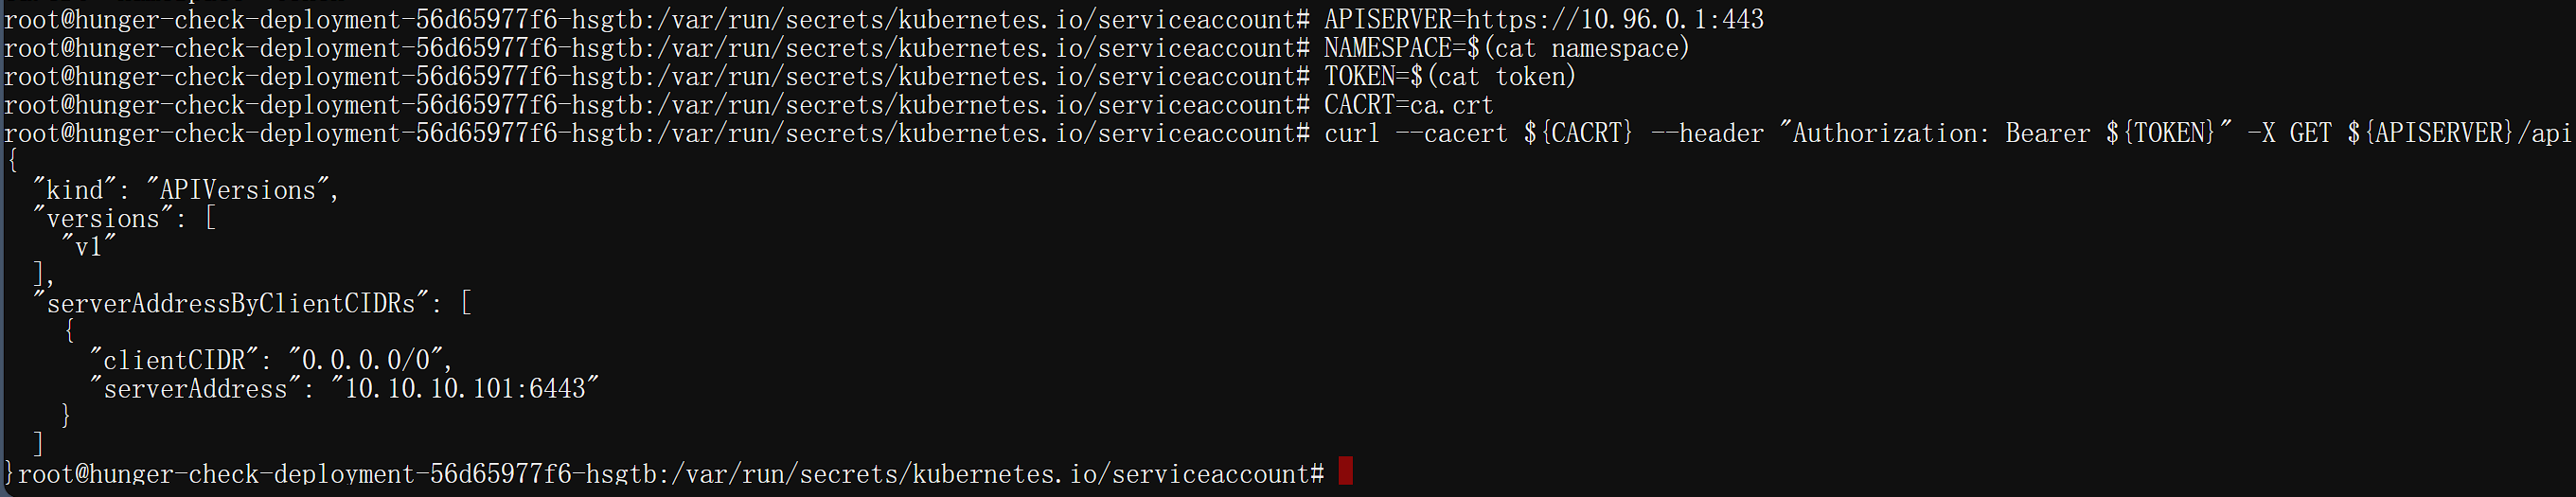 root@hunger-check-deployment-56d65977f6-hsgtb:/var/run/secrets/kubernetes.io/serviceaccount# APISERVER=https://10.96.0.1:443
root@hunger-check-deployment-56d65977f6-hsgtb:/var/run/secrets/kubernetes.io/serviceaccount# NAMESPACE=$(cat namespace)
root@hunger-check-deployment-56d65977f6-hsgtb:/var/run/secrets/kubernetes.io/serviceaccount# TOKEN=$(cat token)
root@hunger-check-deployment-56d65977f6-hsgtb:/var/run/secrets/kubernetes.io/serviceaccount# CACRT=ca.crt
root@hunger-check-deployment-56d65977f6-hsgtb:/var/run/secrets/kubernetes.io/serviceaccount# curl --cacert ${CACRT} --header "Authorization: Bearer ${TOKEN}" -X GET ${APISERVER}/api
{
  "kind": "APIVersions",
  "versions": [
    "v1"
  ],
  "serverAddressByClientCIDRs": [
    {
      "clientCIDR": "0.0.0.0/0",
      "serverAddress": "10.10.10.101:6443"
    }
  ]
}root@hunger-check-deployment-56d65977f6-hsgtb:/var/run/secrets/kubernetes.io/serviceaccount#